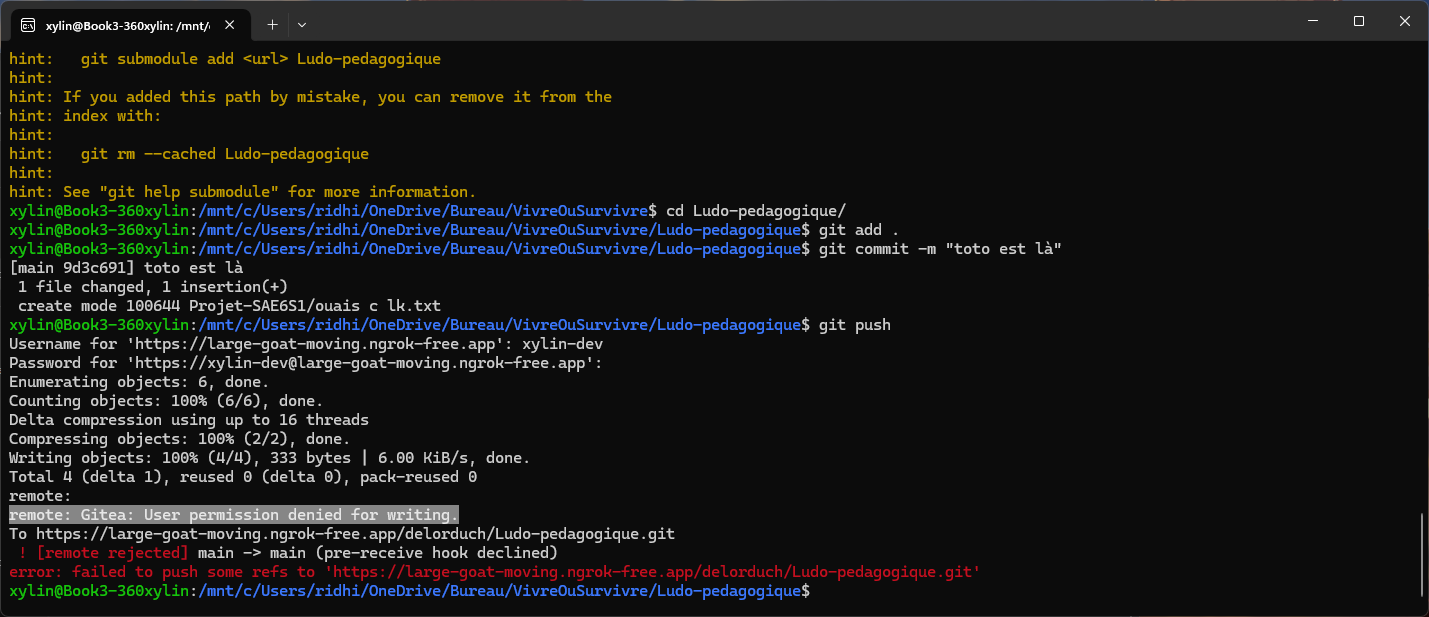 xylin@Book3-360xylin: /mnt/
hint:   git submodule add <url> Ludo-pedagogique
hint:
hint: If you added this path by mistake, you can remove it from the
hint: index with:
hint:
hint:   git rm --cached Ludo-pedagogique
hint:
hint: See "git help submodule" for more information.
xylin@Book3-360xylin:/mnt/c/Users/ridhi/OneDrive/Bureau/VivreOuSurvivre$ cd Ludo-pedagogique/
xylin@Book3-360xylin:/mnt/c/Users/ridhi/OneDrive/Bureau/VivreOuSurvivre/Ludo-pedagogique$ git add .
xylin@Book3-360xylin:/mnt/c/Users/ridhi/OneDrive/Bureau/VivreOuSurvivre/Ludo-pedagogique$ git commit -m "toto est là"
[main 9d3c691] toto est là
 1 file changed, 1 insertion(+)
 create mode 100644 Projet-SAE6S1/ouais c lk.txt
xylin@Book3-360xylin:/mnt/c/Users/ridhi/OneDrive/Bureau/VivreOuSurvivre/Ludo-pedagogique$ git push
Username for 'https://large-goat-moving.ngrok-free.app': xylin-dev
Password for 'https://xylin-dev@large-goat-moving.ngrok-free.app':
Enumerating objects: 6, done.
Counting objects: 100% (6/6), done.
Delta compression using up to 16 threads
Compressing objects: 100% (2/2), done.
Writing objects: 100% (4/4), 333 bytes | 6.00 KiB/s, done.
Total 4 (delta 1), reused 0 (delta 0), pack-reused 0
remote:
remote: Gitea: User permission denied for writing.
To https://large-goat-moving.ngrok-free.app/delorduch/Ludo-pedagogique.git
 ! [remote rejected] main -> main (pre-receive hook declined)
error: failed to push some refs to 'https://large-goat-moving.ngrok-free.app/delorduch/Ludo-pedagogique.git'
xylin@Book3-360xylin:/mnt/c/Users/ridhi/OneDrive/Bureau/VivreOuSurvivre/Ludo-pedagogique$